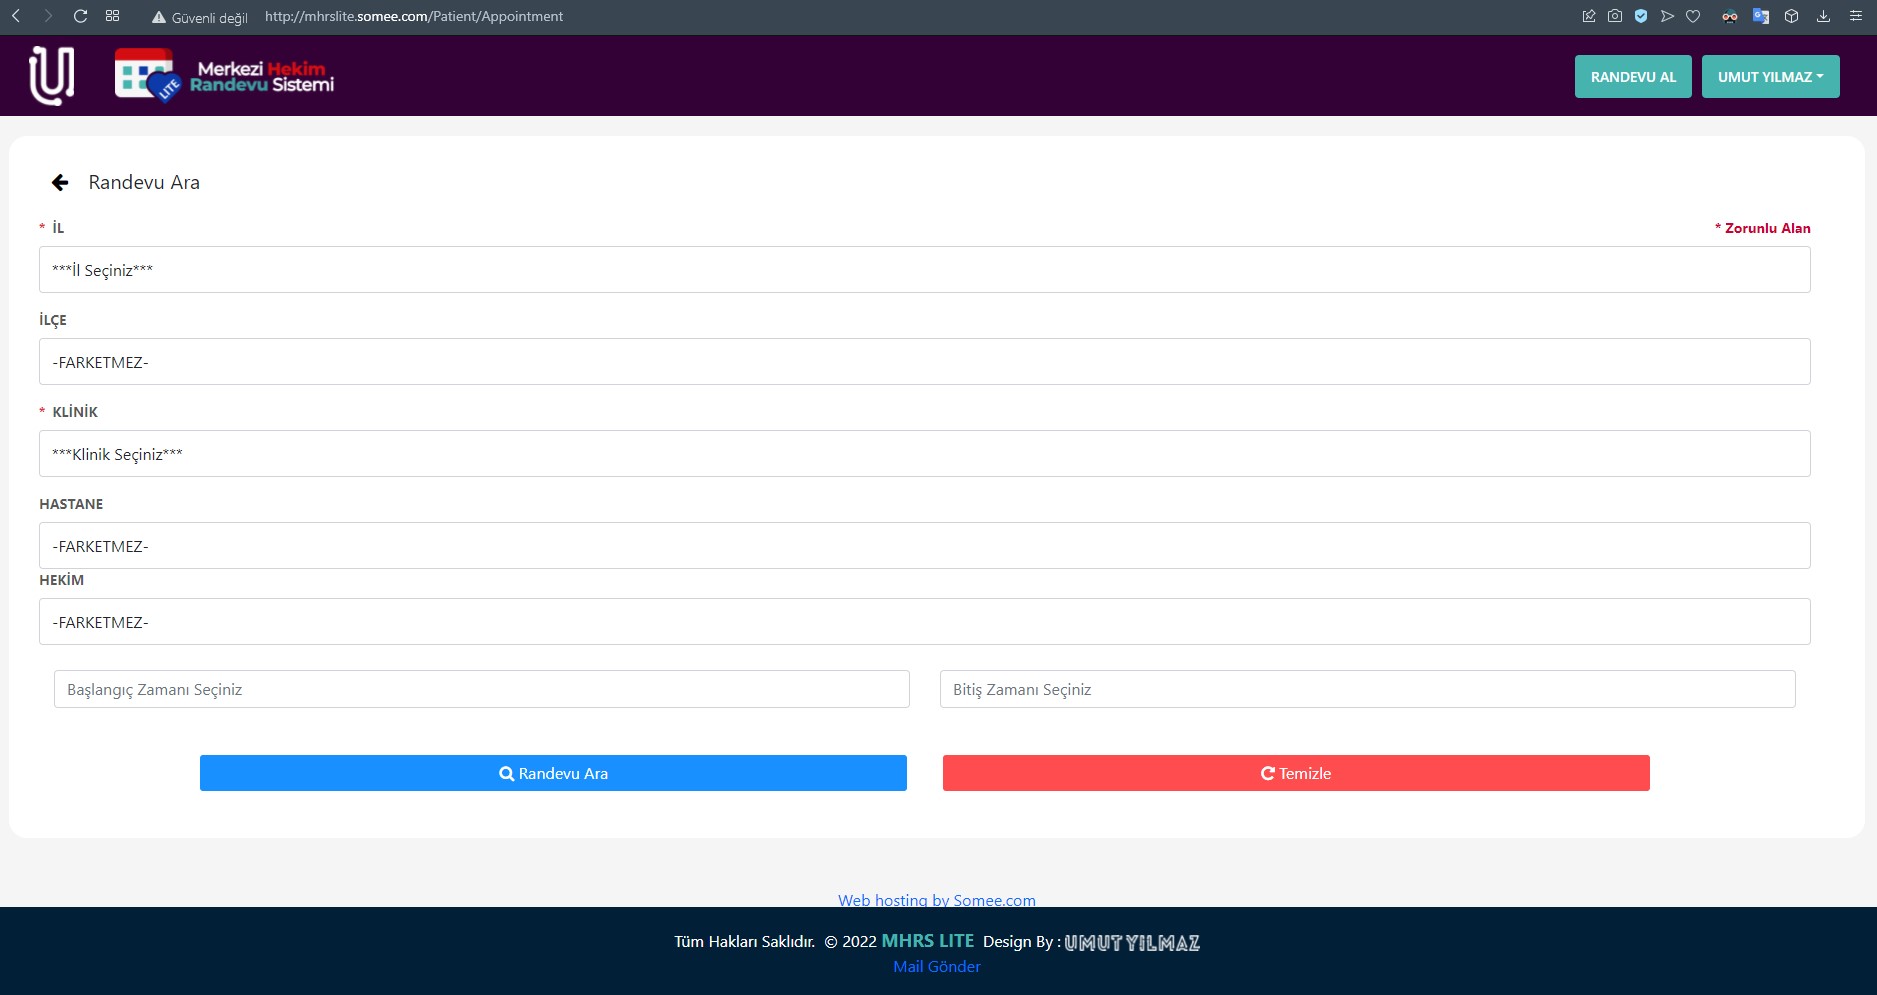 Güvenli değil http://mhrslite.somee.com/Patient/Appointment
Merkezi Hekim
Randevu Sistemi
LITE
RANDEVU AL
UMUT YILMAZ
Randevu Ara
* İL
* Zorunlu Alan
***İl Seçiniz***
İLÇE
-FARKETMEZ-
* KLİNİK
***Klinik Seçiniz***
HASTANE
-FARKETMEZ-
HEKİM
-FARKETMEZ-
Başlangıç Zamanı Seçiniz
Bitiş Zamanı Seçiniz
Randevu Ara
Temizle
Web hosting by Somee.com
Tüm Hakları Saklıdır. © 2022 MHRS LITE Design By : UMUT YILMAZ
Mail Gönder